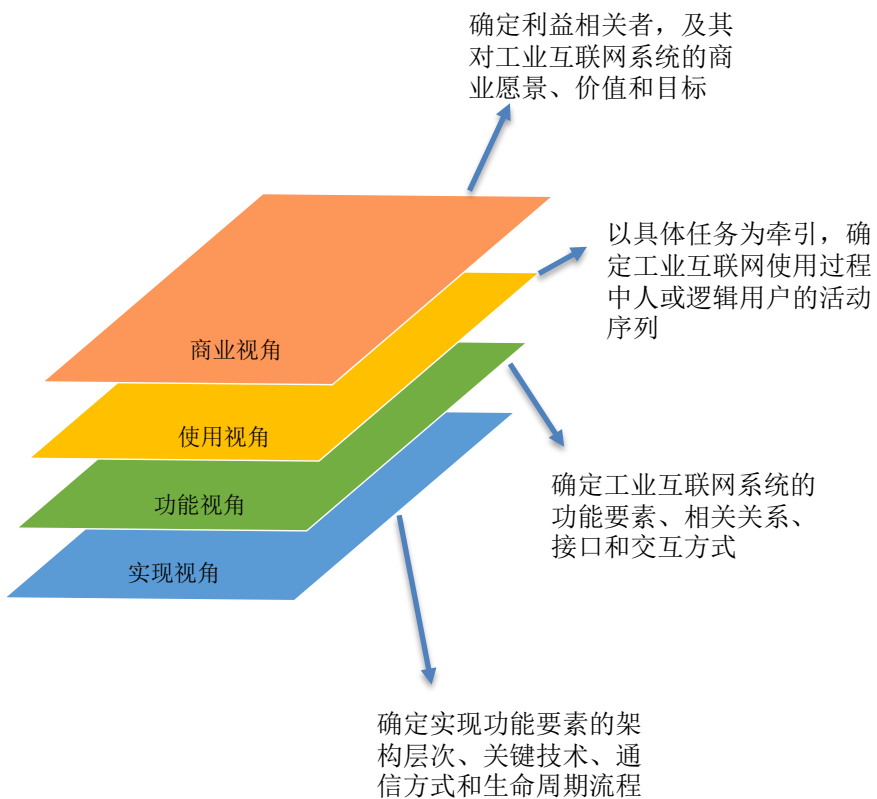 确定利益相关者，及其
对工业互联网系统的商
业愿景、价值和目标
以具体任务为牵引，确
定工业互联网使用过程
中人或逻辑用户的活动
序列
商业视角
使用视角
功能视角
确定工业互联网系统的
功能要素、相关关系、
接口和交互方式
实现视角
确定实现功能要素的架
构层次、关键技术、通
信方式和生命周期流程